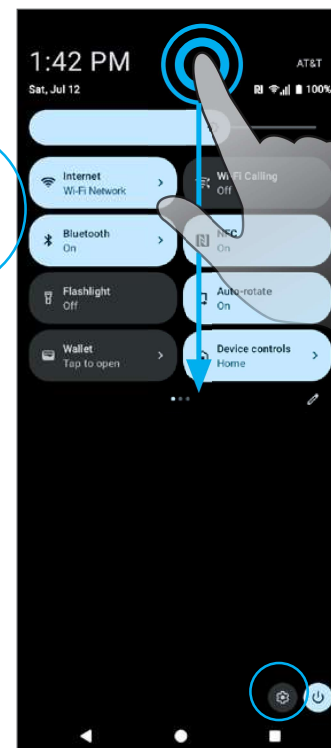 1:42 PM
AT&T
Sat, Jul 12
100%
Internet
Wi-Fi Network
Wi-Fi Calling
Off
Bluetooth
On
NFC
On
Flashlight
Off
Auto-rotate
On
Wallet
Tap to open
Device controls
Home